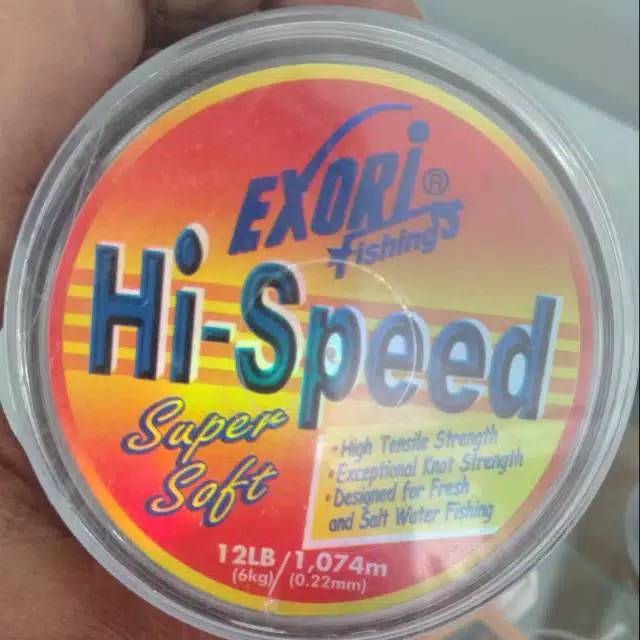 EXORI®
Fishing
Hi-Speed
Super
Soft
•High Tensile Strength
•Exceptional Knot Strength
•Designed for Fresh
and Salt Water Fishing
12LB/1,074m
(6kg) (0.22mm)